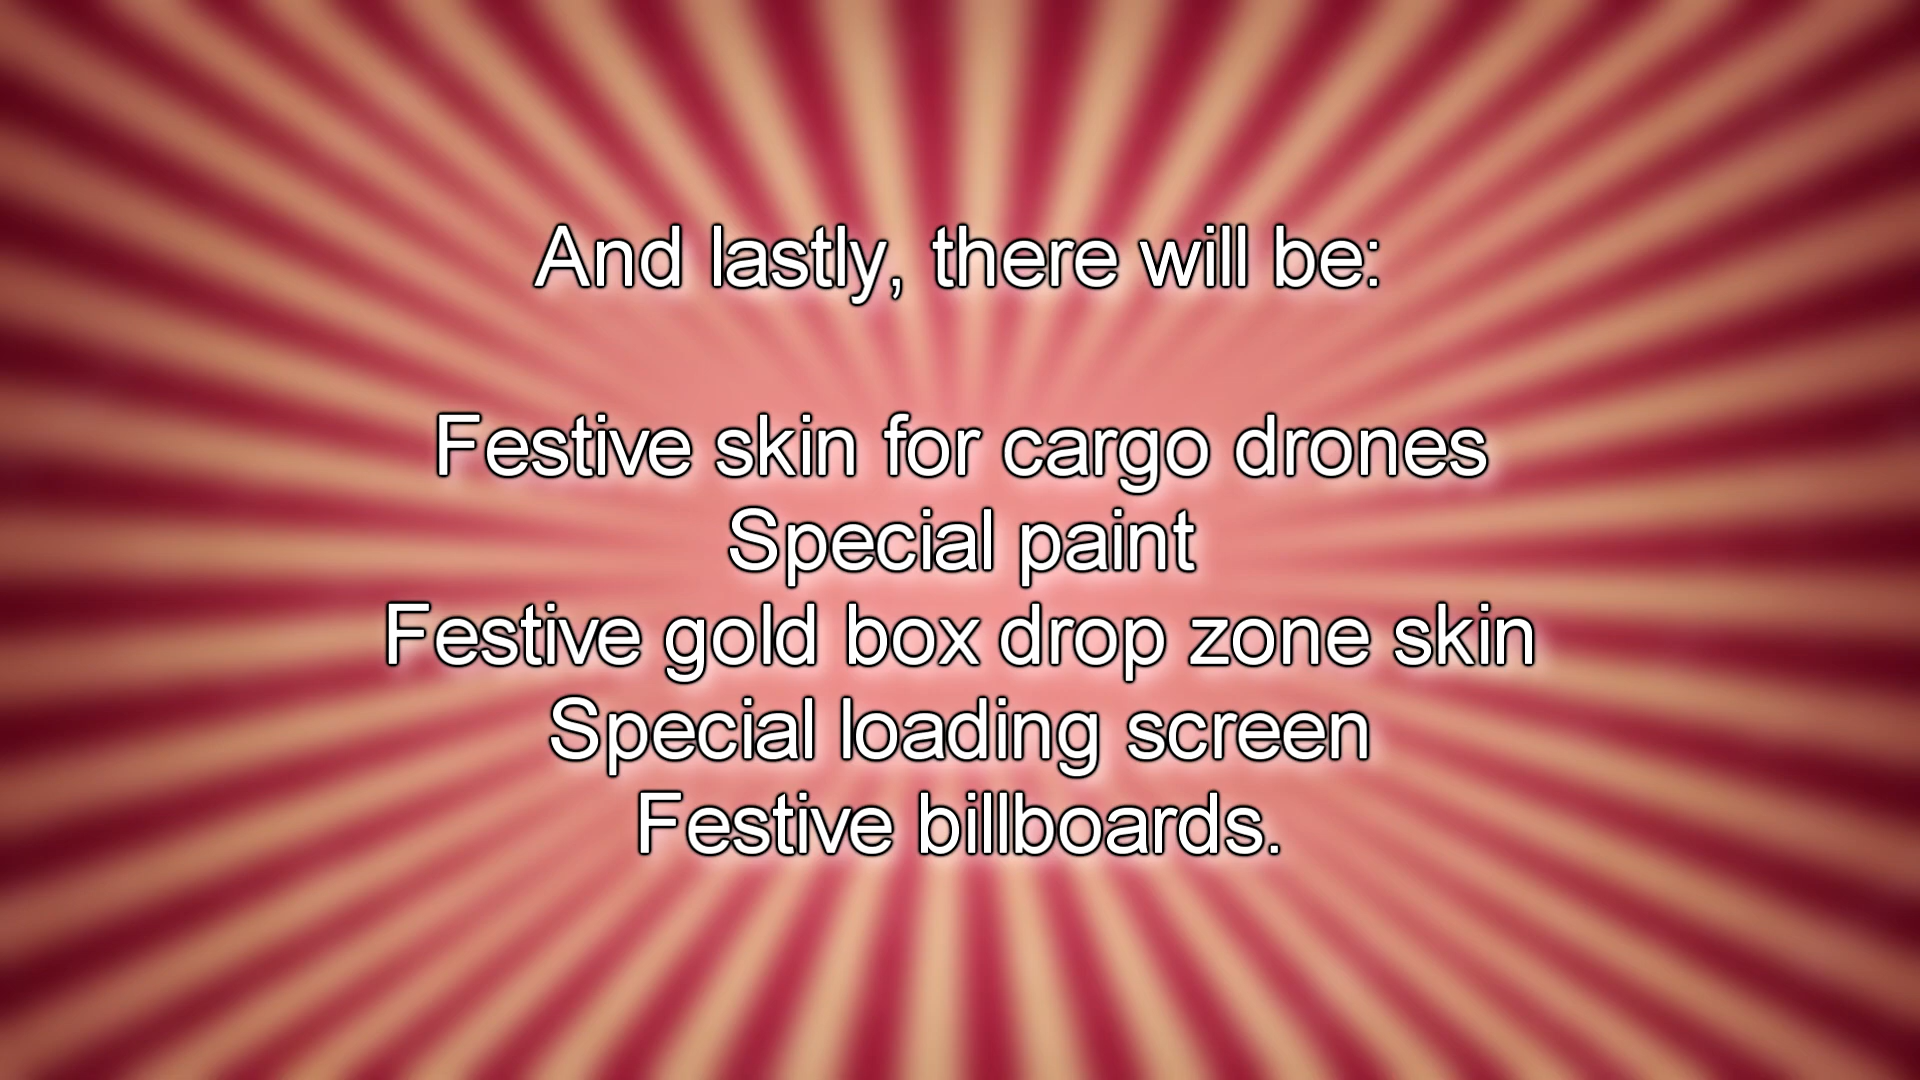 And lastly, there will be:
Festive skin for cargo drones
Special paint
Festive gold box drop zone skin
Special loading screen
Festive billboards.